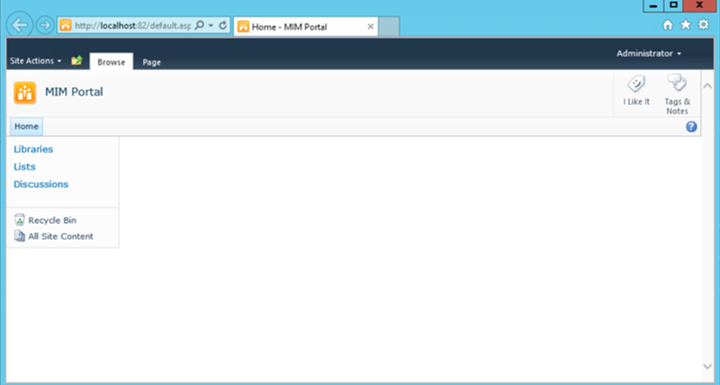 http://localhost:82/default.asp
Home - MIM Portal
Administrator
Site Actions
Browse
Page
MIM Portal
I Like It
Tags &
Notes
Home
Libraries
Lists
Discussions
Recycle Bin
All Site Content